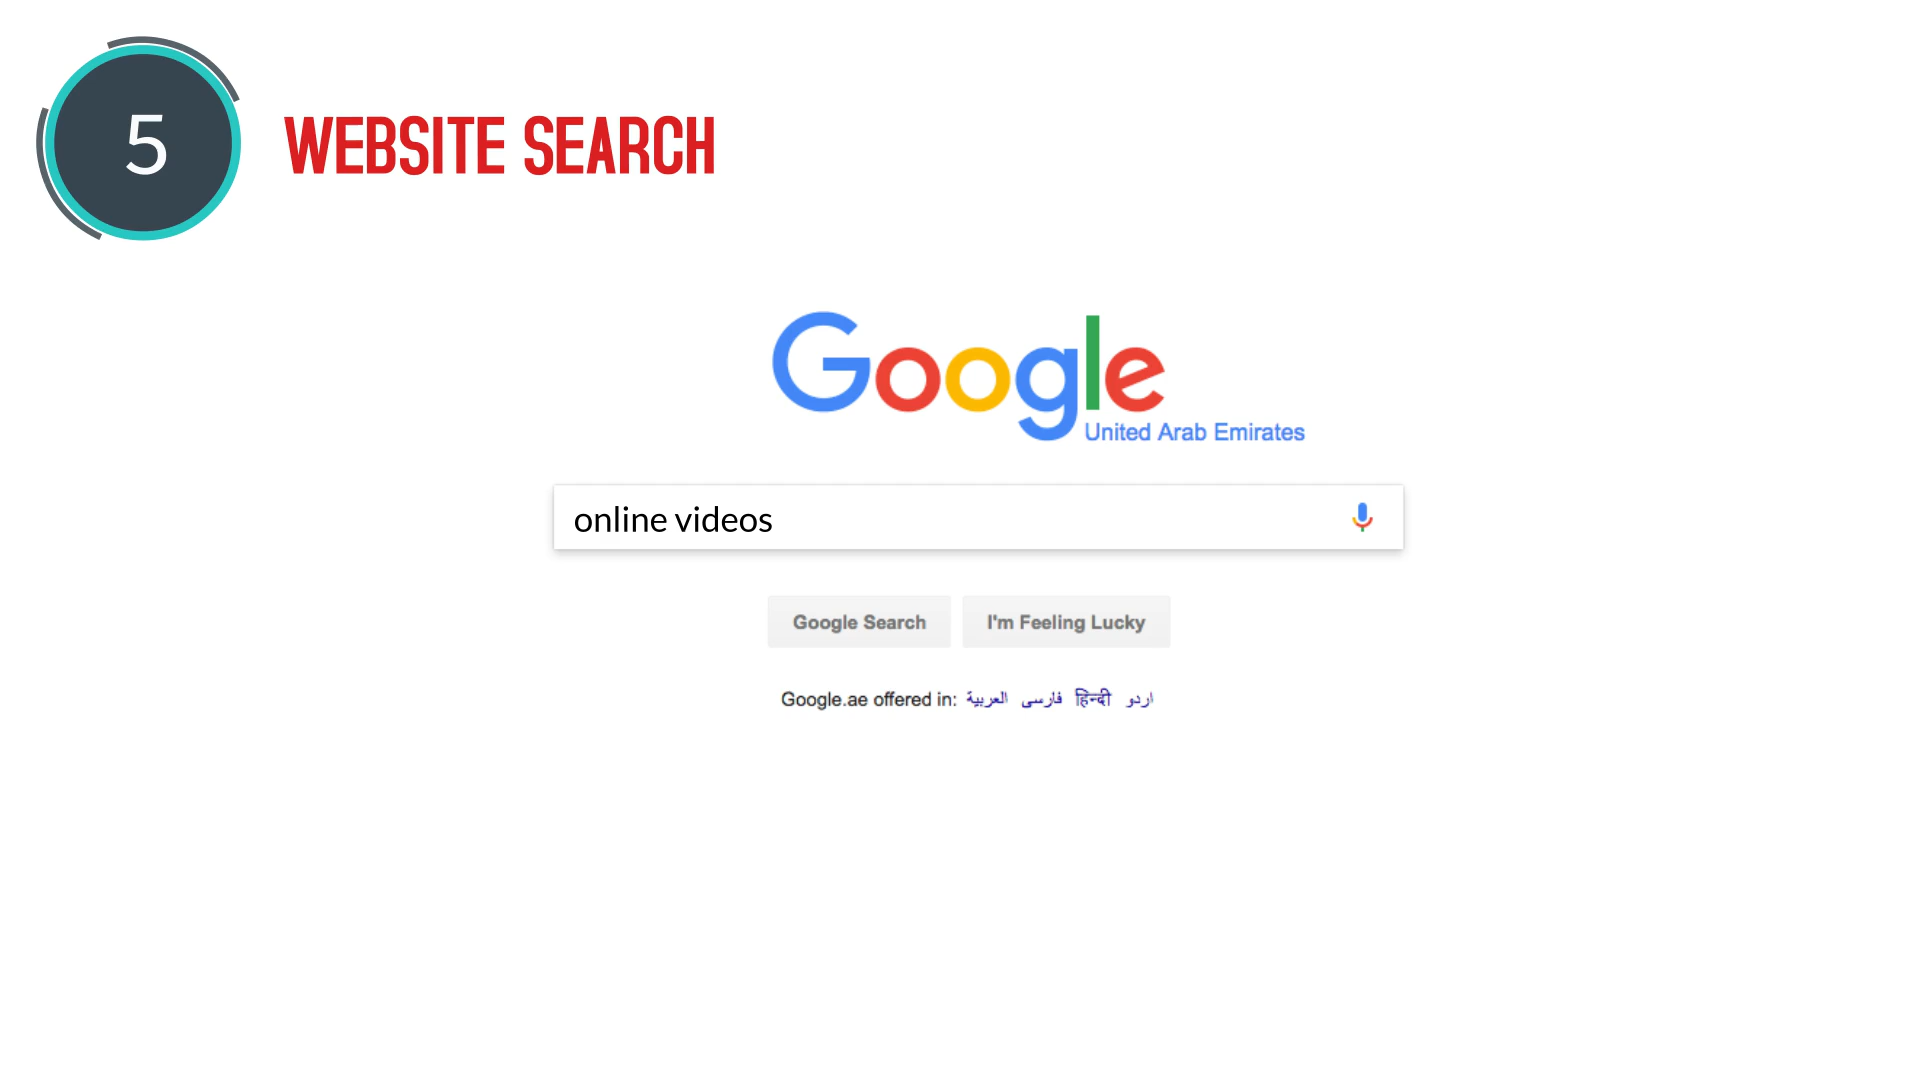 5
WEBSITE SEARCH
Google
United Arab Emirates
online videos
Google Search
I'm Feeling Lucky
Google.ae offered in: العربية فارسی हिन्दी اردو